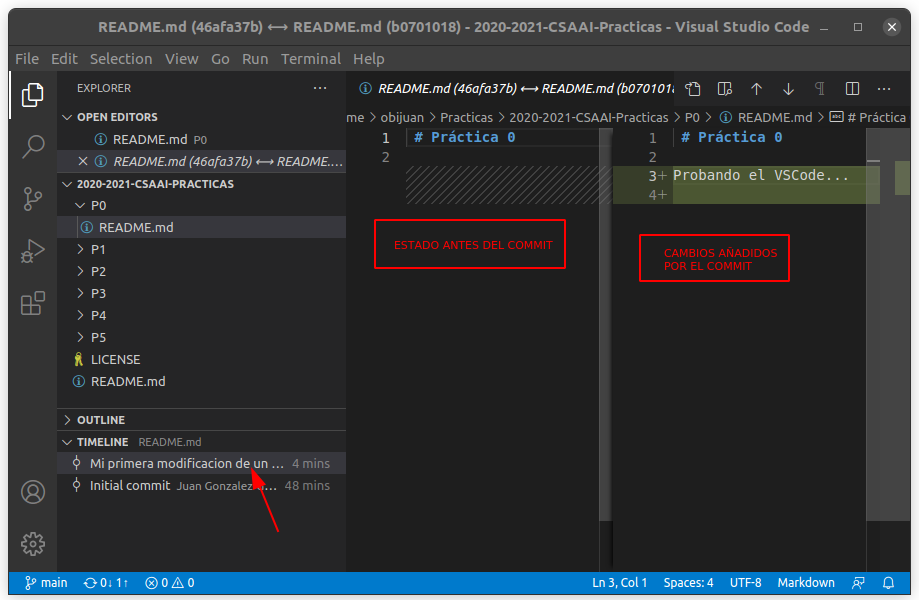 README.md (46afa37b) ⟷ README.md (b0701018) - 2020-2021-CSAAI-Practicas - Visual Studio Code
File Edit Selection View Go Run Terminal Help
EXPLORER
OPEN EDITORS
README.md P0
README.md (46afa37b) ⟷ README....
2020-2021-CSAAI-PRACTICAS
P0
README.md
P1
P2
P3
P4
P5
LICENSE
README.md
OUTLINE
TIMELINE README.md
Mi primera modificacion de un ... 4 mins
Initial commit Juan Gonzalez... 48 mins
README.md (46afa37b) ⟷ README.md (b070101
me > obijuan > Practicas > 2020-2021-CSAAI-Practicas > P0 > README.md > # Práctica
1 # Práctica 0
2
ESTADO ANTES DEL COMMIT
1 # Práctica 0
2
3+ Probando el VSCode...
4+
CAMBIOS AÑADIDOS
POR EL COMMIT
main 0↓ 1↑ 0 0 Ln 3, Col 1 Spaces: 4 UTF-8 Markdown